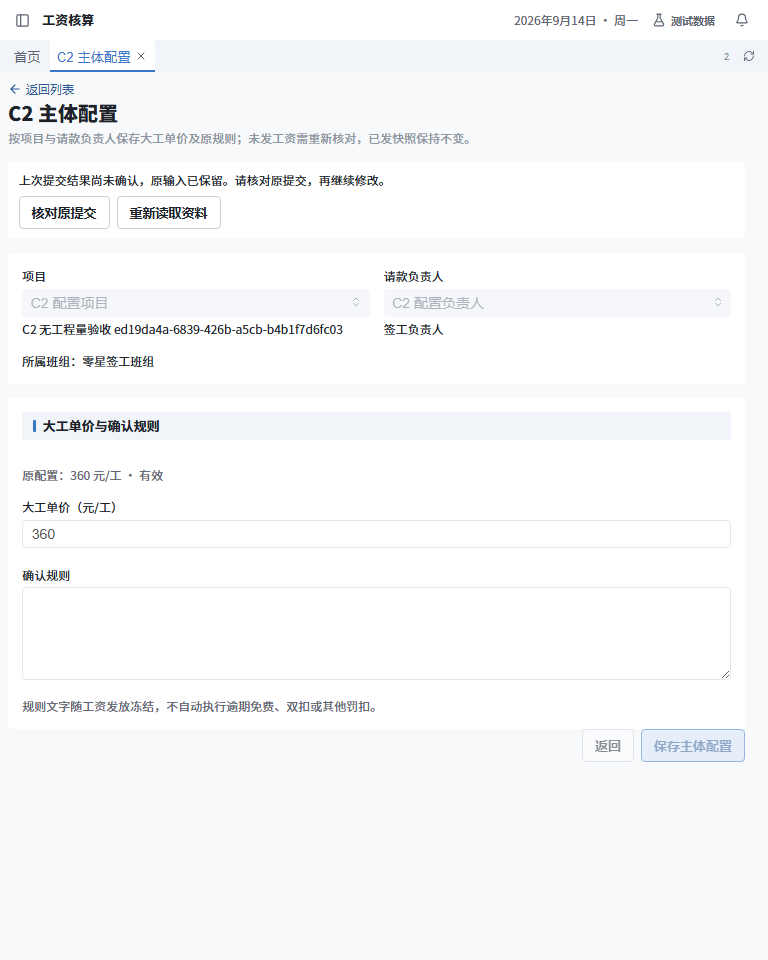 工资核算
2026年9月14日 · 周一
测试数据
首页
C2 主体配置
2
返回列表
C2 主体配置
按项目与请款负责人保存大工单价及原规则；未发工资需重新核对，已发快照保持不变。
上次提交结果尚未确认，原输入已保留。请核对原提交，再继续修改。
核对原提交
重新读取资料
项目
请款负责人
C2 配置项目
C2 配置负责人
C2 无工程量验收 ed19da4a-6839-426b-a5cb-b4b1f7d6fc03
签工负责人
所属班组：零星签工班组
大工单价与确认规则
原配置：360 元/工 · 有效
大工单价（元/工）
360
确认规则
规则文字随工资发放冻结，不自动执行逾期免费、双扣或其他罚扣。
返回
保存主体配置